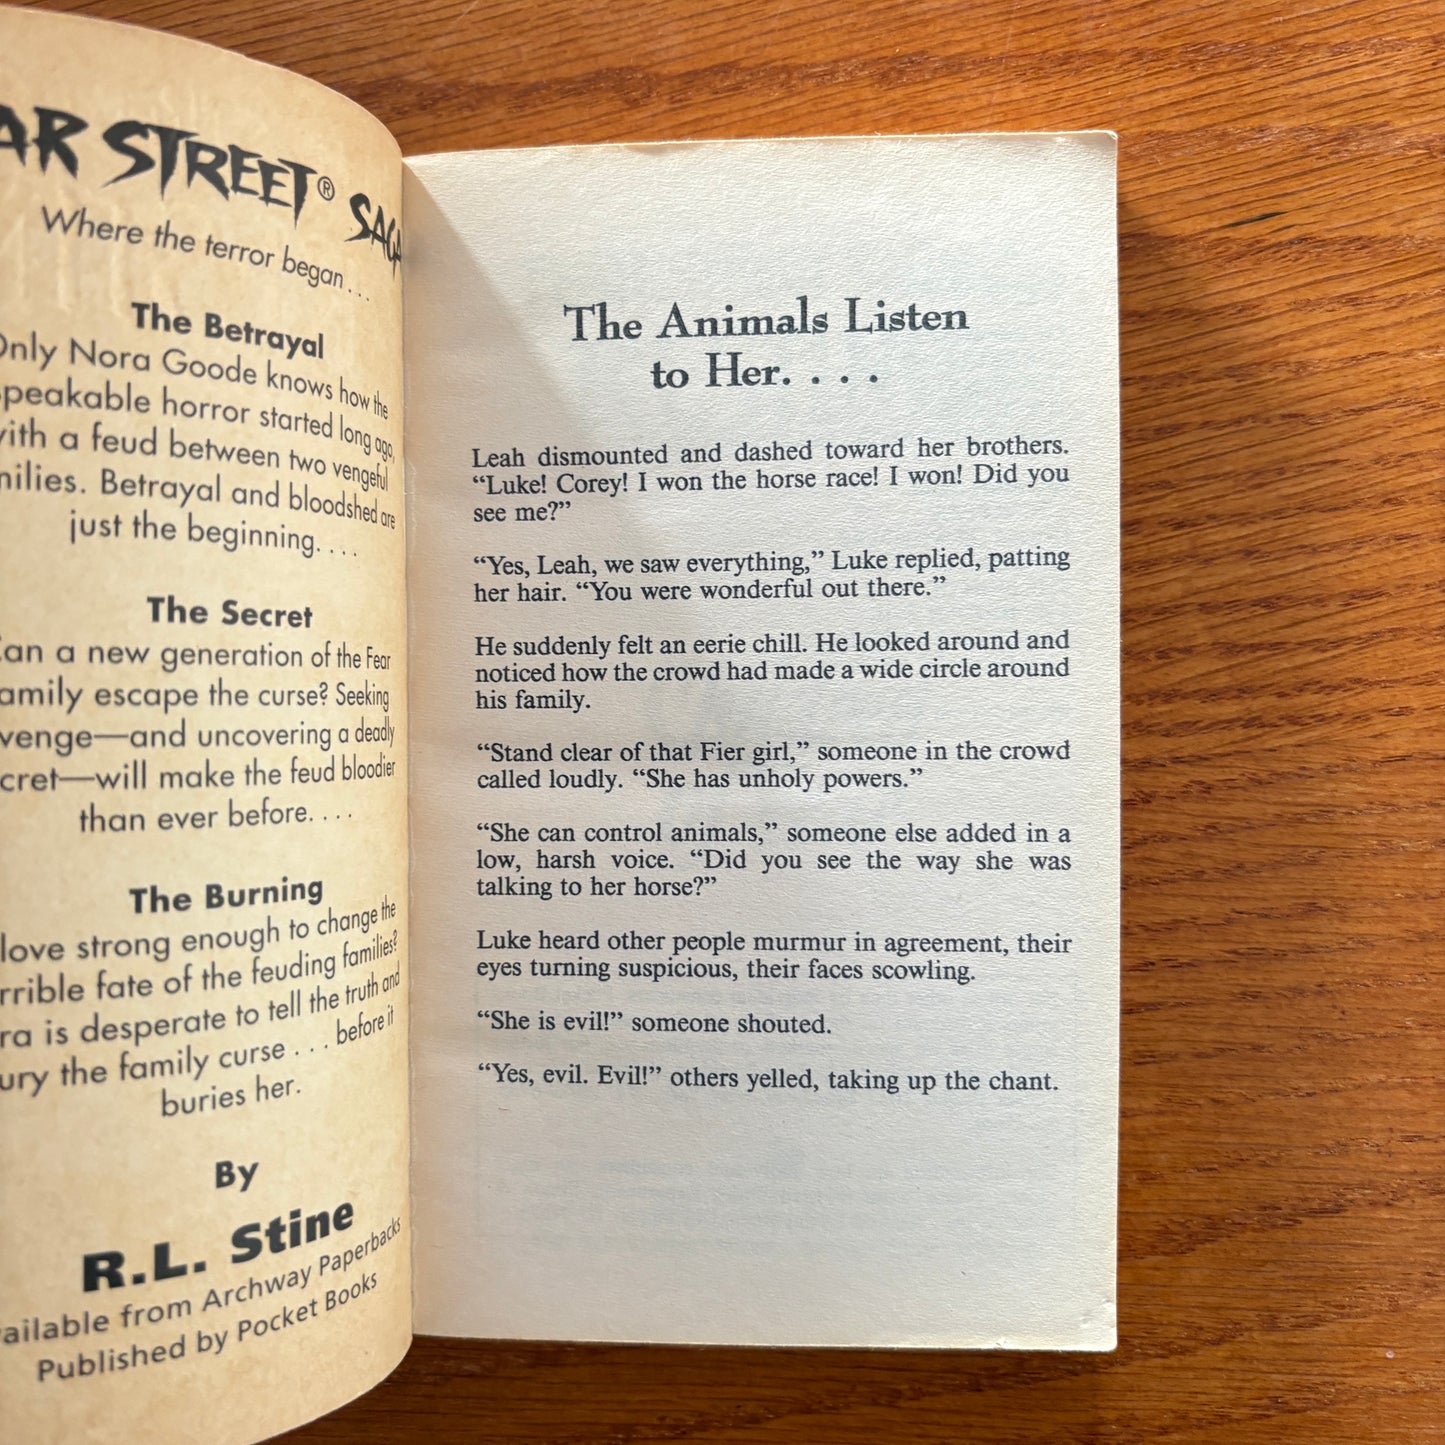 STREET® SAGA
Where the terror began . . .
The Betrayal
Only Nora Goode knows how the
horror started long ago,
with a feud between two vengeful
Betrayal and bloodshed are
just the beginning. . . .
The Secret
Can a new generation of the Fear
family escape the curse? Seeking
and uncovering a deadly
will make the feud bloodier
than ever before. . . .
The Burning
love strong enough to change the
fate of the feuding families?
is desperate to tell the truth and
the family curse . . . before it
buries her.
By
R.L. Stine
Available from Archway Paperbacks
Published by Pocket Books
The Animals Listen
to Her. . . .
Leah dismounted and dashed toward her brothers.
“Luke! Corey! I won the horse race! I won! Did you
see me?”
“Yes, Leah, we saw everything,” Luke replied, patting
her hair. “You were wonderful out there.”
He suddenly felt an eerie chill. He looked around and
noticed how the crowd had made a wide circle around
his family.
“Stand clear of that Fier girl,” someone in the crowd
called loudly. “She has unholy powers.”
“She can control animals,” someone else added in a
low, harsh voice. “Did you see the way she was
talking to her horse?”
Luke heard other people murmur in agreement, their
eyes turning suspicious, their faces scowling.
“She is evil!” someone shouted.
“Yes, evil. Evil!” others yelled, taking up the chant.